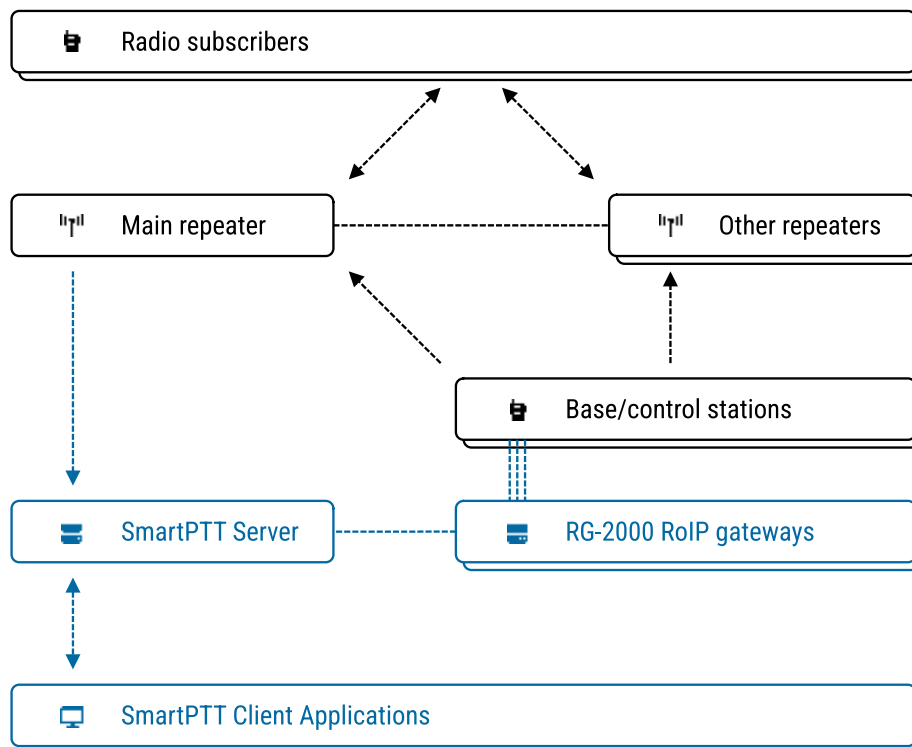 Radio subscribers
Main repeater
Other repeaters
Base/control stations
SmartPTT Server
RG-2000 RoIP gateways
SmartPTT Client Applications